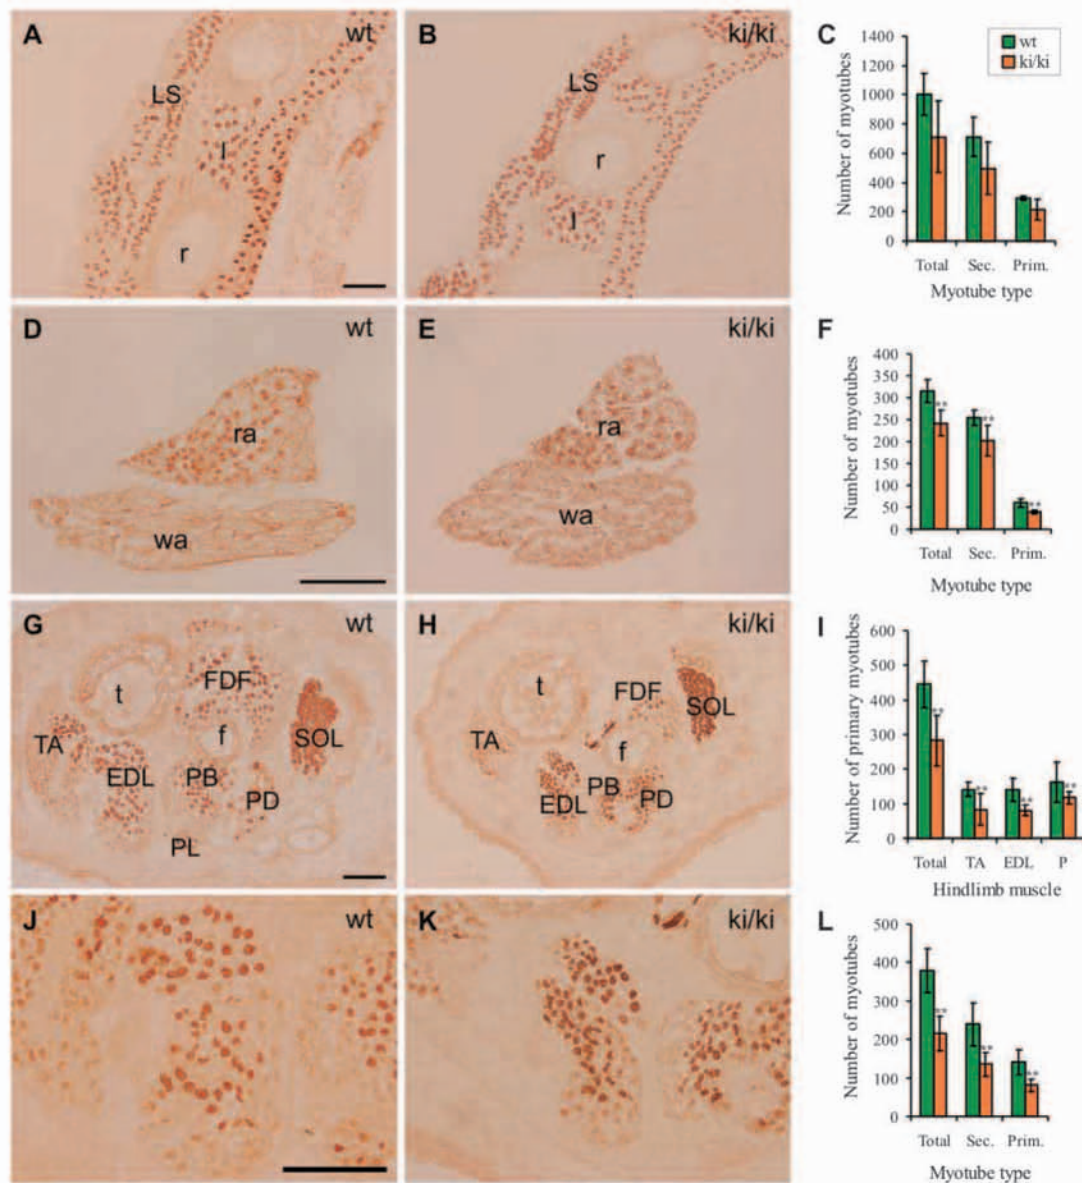 A wt
LS
l
r
B ki/ki
LS
r
l
C
wt
ki/ki
Number of myotubes
1400
1200
1000
800
600
400
200
0
Total Sec. Prim.
Myotube type
D wt
ra
wa
E ki/ki
ra
wa
F
Number of myotubes
400
350
300
250
200
150
100
50
0
** ** **
Total Sec. Prim.
Myotube type
G wt
t
FDF
f
SOL
TA
EDL
PB
PD
PL
H ki/ki
t
FDF
SOL
TA
f
EDL
PB
PD
I
Number of primary myotubes
600
500
400
300
200
100
0
** ** ** **
Total TA EDL P
Hindlimb muscle
J wt
K ki/ki
L
Number of myotubes
500
400
300
200
100
0
** ** **
Total Sec. Prim.
Myotube type